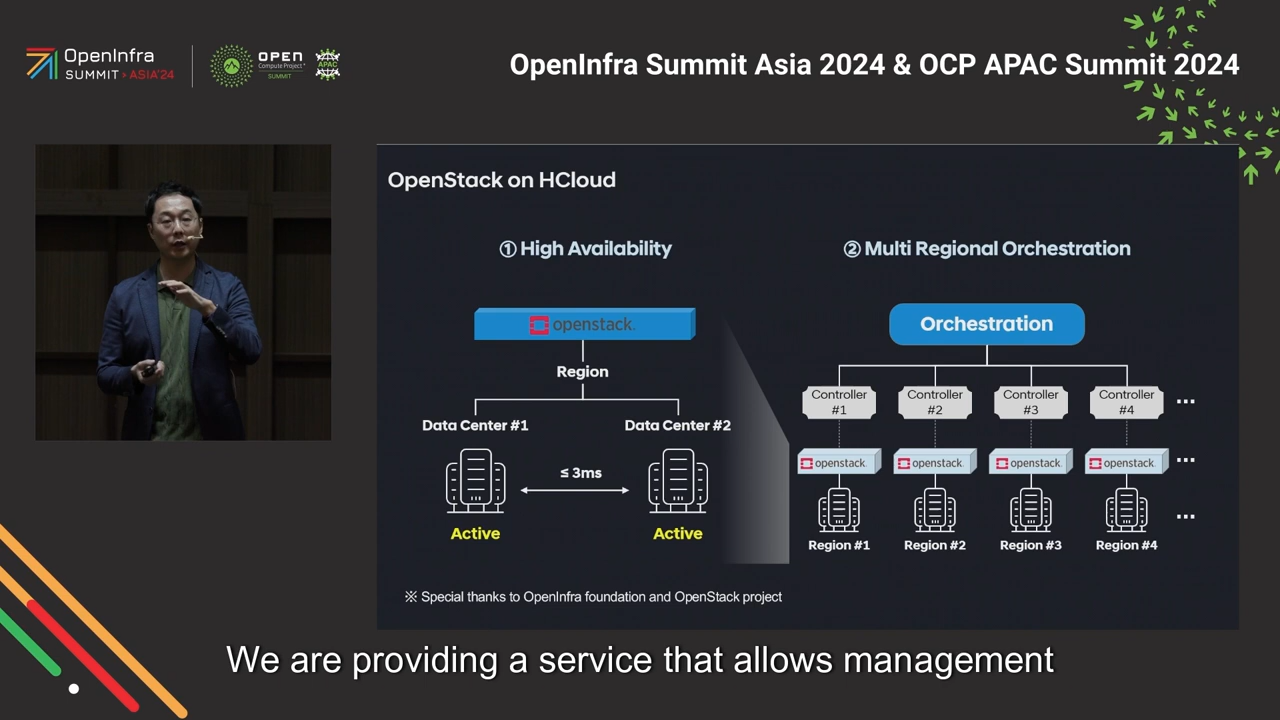 OpenInfra
SUMMIT ASIA'24
OPEN
Compute Project®
SUMMIT
APAC
OpenInfra Summit Asia 2024 & OCP APAC Summit 2024
OpenStack on HCloud
① High Availability
openstack.
Region
Data Center #1
Data Center #2
≤ 3ms
Active
Active
② Multi Regional Orchestration
Orchestration
Controller
#1
Controller
#2
Controller
#3
Controller
#4
...
openstack.
openstack.
openstack.
openstack.
...
...
Region #1
Region #2
Region #3
Region #4
※ Special thanks to OpenInfra foundation and OpenStack project
We are providing a service that allows management